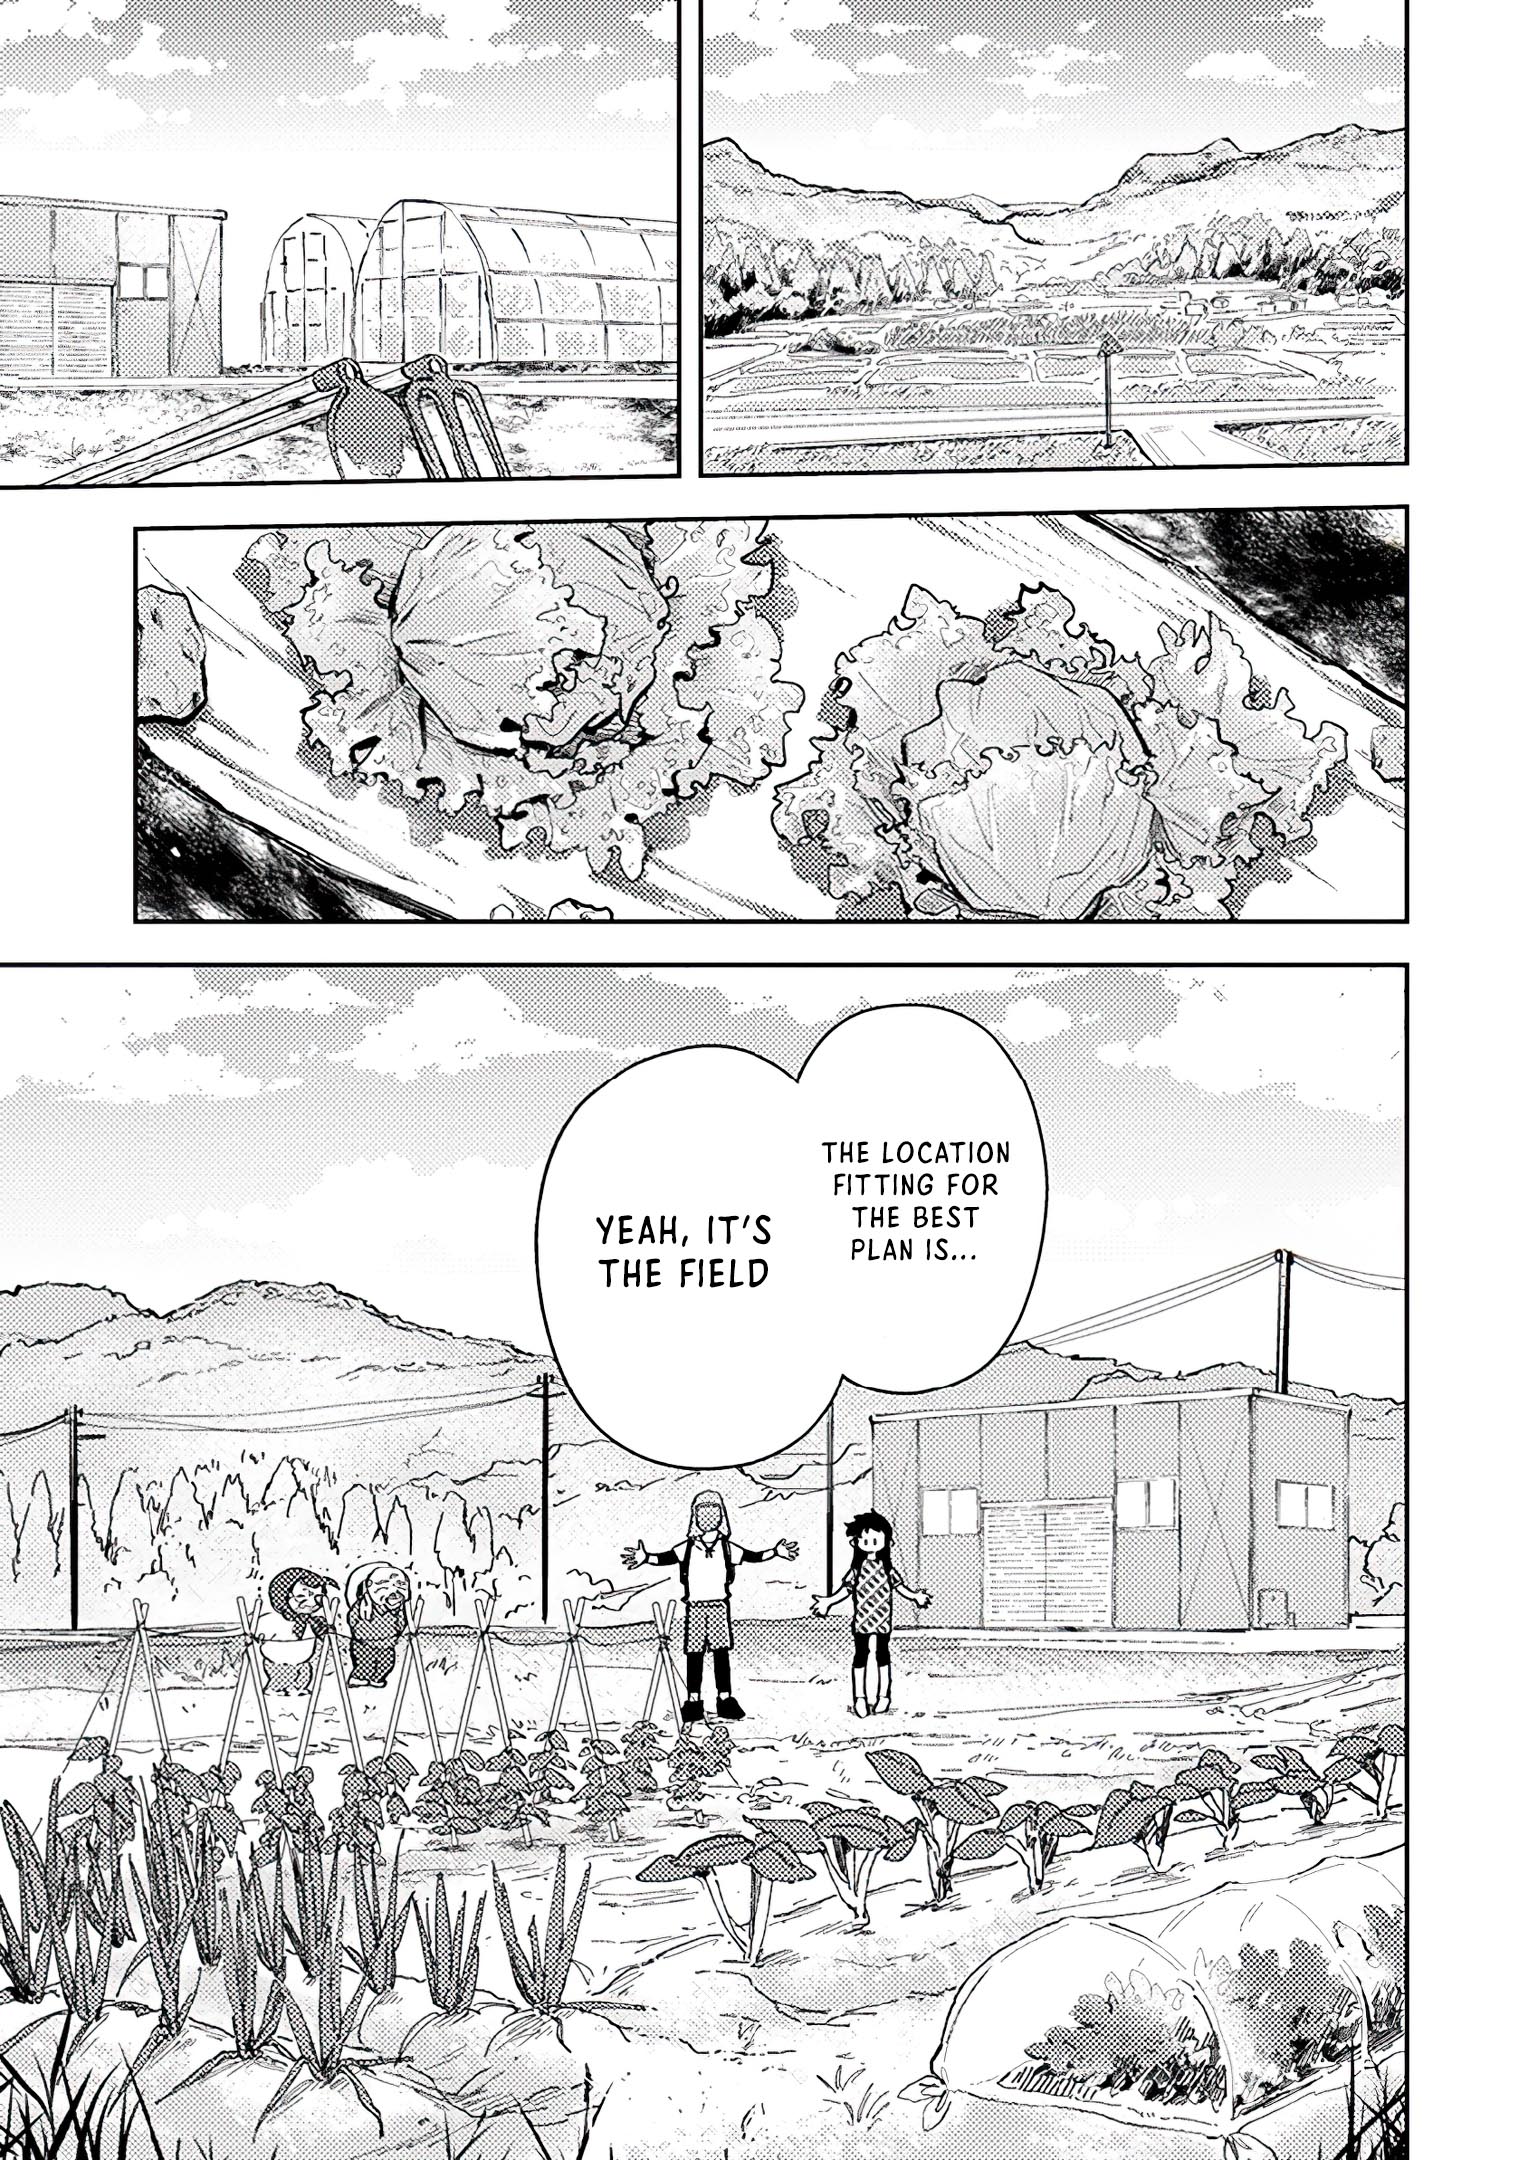 THE LOCATION
FITTING FOR
THE BEST
PLAN IS...
YEAH, IT'S
THE FIELD